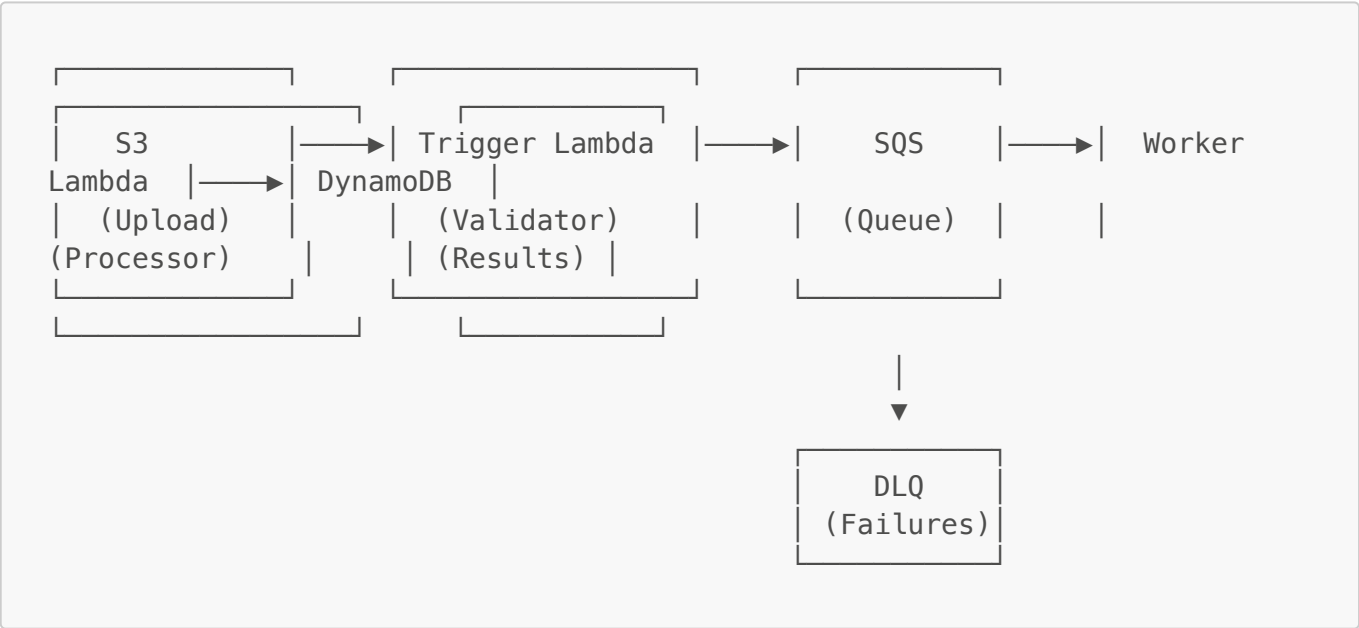 S3 Trigger Lambda SQS Worker
Lambda DynamoDB
(Upload) (Validator) (Queue)
(Processor) (Results)
DLQ
(Failures)